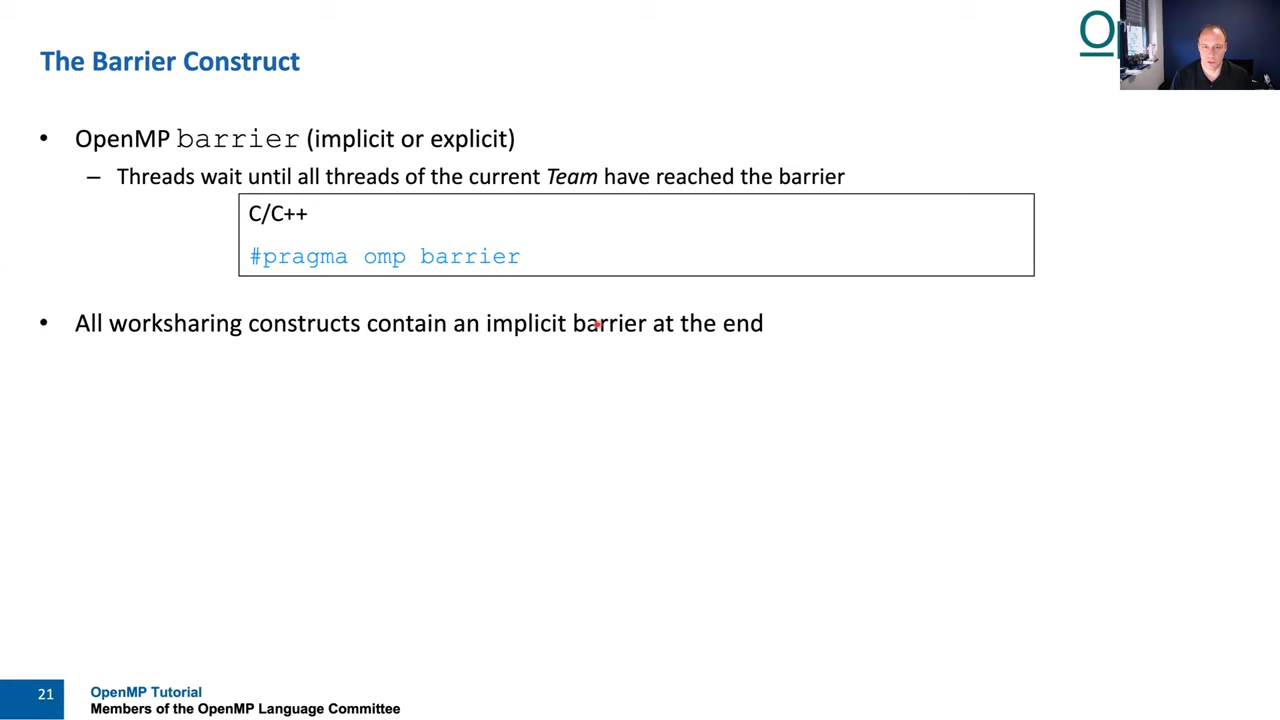 The Barrier Construct
• OpenMP barrier (implicit or explicit)
– Threads wait until all threads of the current Team have reached the barrier
C/C++
#pragma omp barrier
• All worksharing constructs contain an implicit barrier at the end
21
OpenMP Tutorial
Members of the OpenMP Language Committee